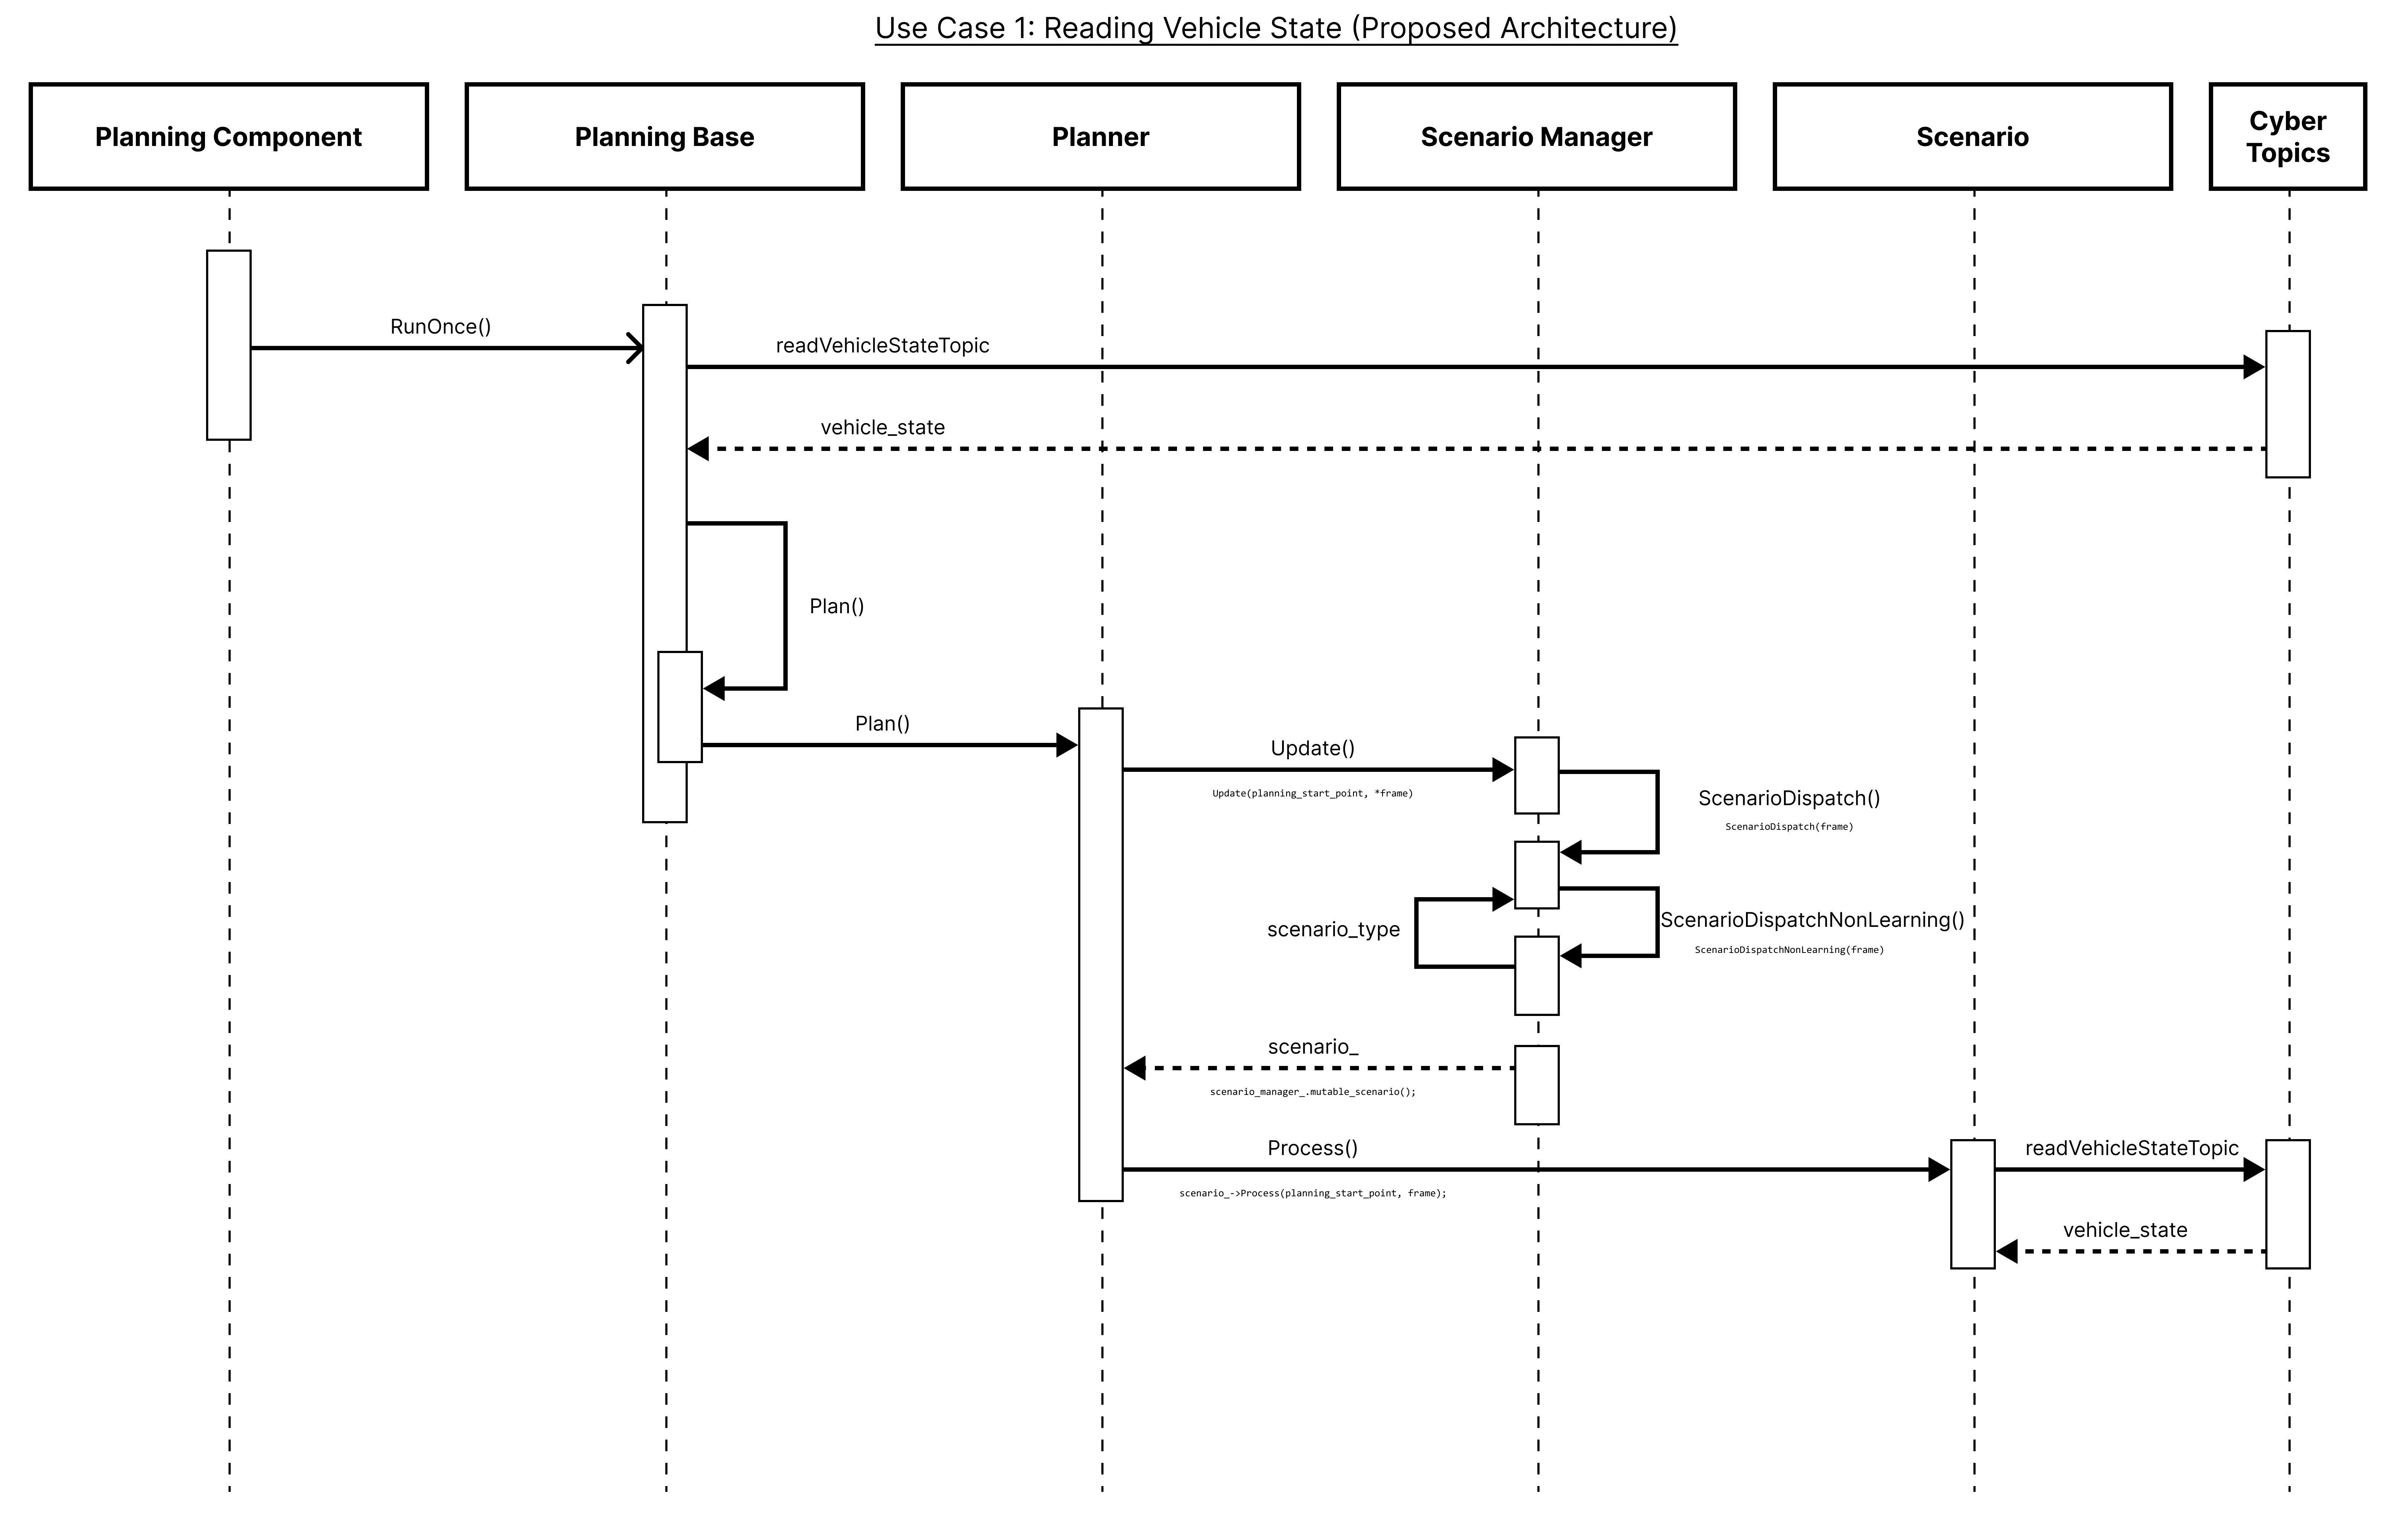 Use Case 1: Reading Vehicle State (Proposed Architecture)
Planning Component
Planning Base
Planner
Scenario Manager
Scenario
Cyber
Topics
RunOnce()
readVehicleStateTopic
vehicle_state
Plan()
Plan()
Update()
Update(planning_start_point, *frame)
ScenarioDispatch()
ScenarioDispatch(frame)
ScenarioDispatchNonLearning()
ScenarioDispatchNonLearning(frame)
scenario_type
scenario_
scenario_manager_.mutable_scenario();
Process()
scenario_->Process(planning_start_point, frame);
readVehicleStateTopic
vehicle_state